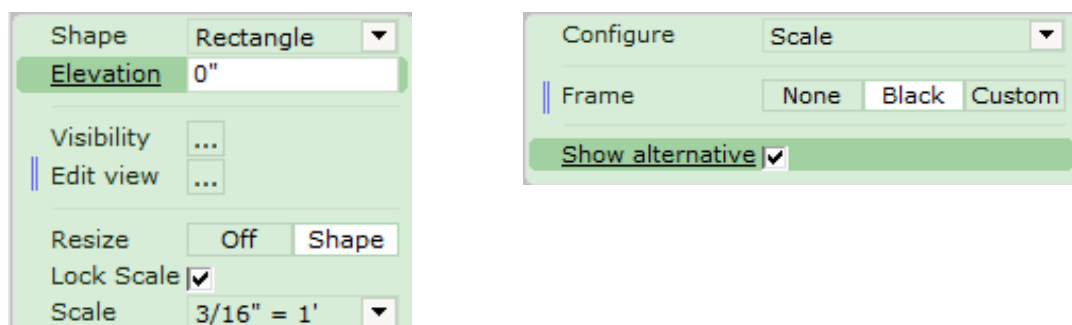 Shape Rectangle
Elevation 0"
Visibility ...
Edit view ...
Resize Off Shape
Lock Scale
Scale 3/16" = 1'
Configure Scale
Frame None Black Custom
Show alternative